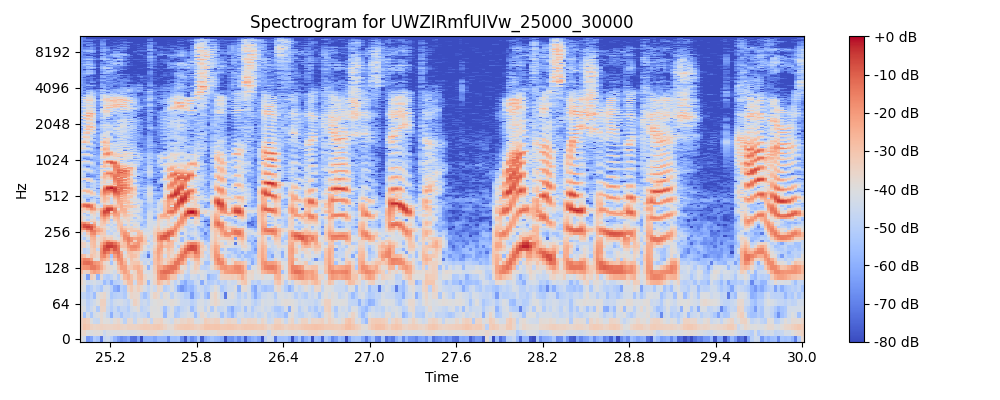 Spectrogram for UWZIRmfUIVw_25000_30000
8192
4096
2048
1024
512
256
128
64
0
Hz
25.2 25.8 26.4 27.0 27.6 28.2 28.8 29.4 30.0
Time
+0 dB
-10 dB
-20 dB
-30 dB
-40 dB
-50 dB
-60 dB
-70 dB
-80 dB